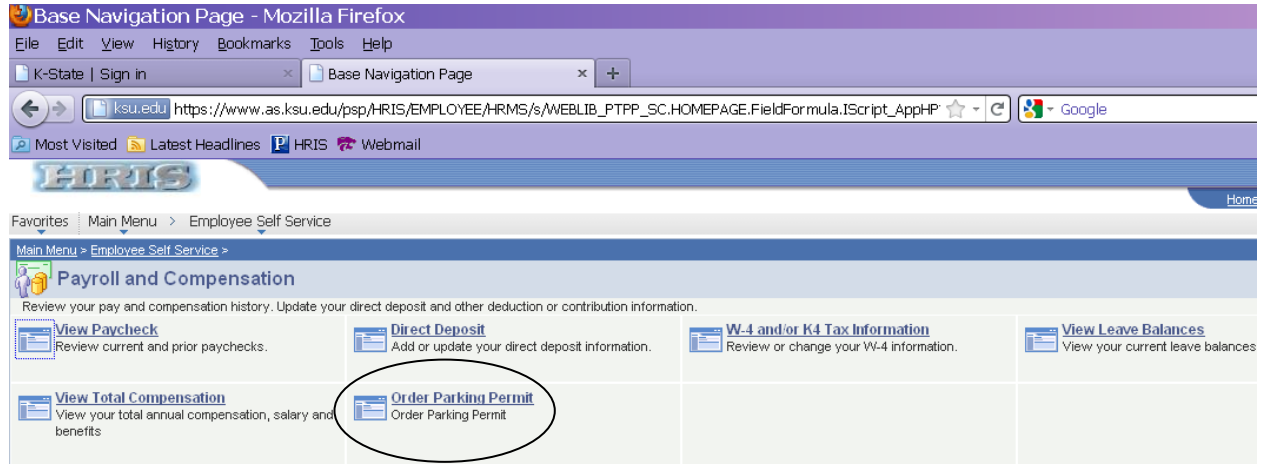 Base Navigation Page - Mozilla Firefox
File Edit View History Bookmarks Tools Help
K-State | Sign in × Base Navigation Page × +
ksu.edu https://www.as.ksu.edu/psp/HRIS/EMPLOYEE/HRMS/s/WEBLIB_PTPP_SC.HOMEPAGE.FieldFormula.IScript_AppHP Google
Most Visited Latest Headlines P HRIS Webmail
HRIS
Home
Favorites Main Menu > Employee Self Service
Main Menu > Employee Self Service >
Payroll and Compensation
Review your pay and compensation history. Update your direct deposit and other deduction or contribution information.
View Paycheck Direct Deposit W-4 and/or K4 Tax Information View Leave Balances
Review current and prior paychecks. Add or update your direct deposit information. Review or change your W-4 information. View your current leave balances
View Total Compensation Order Parking Permit
View your total annual compensation, salary and Order Parking Permit
benefits